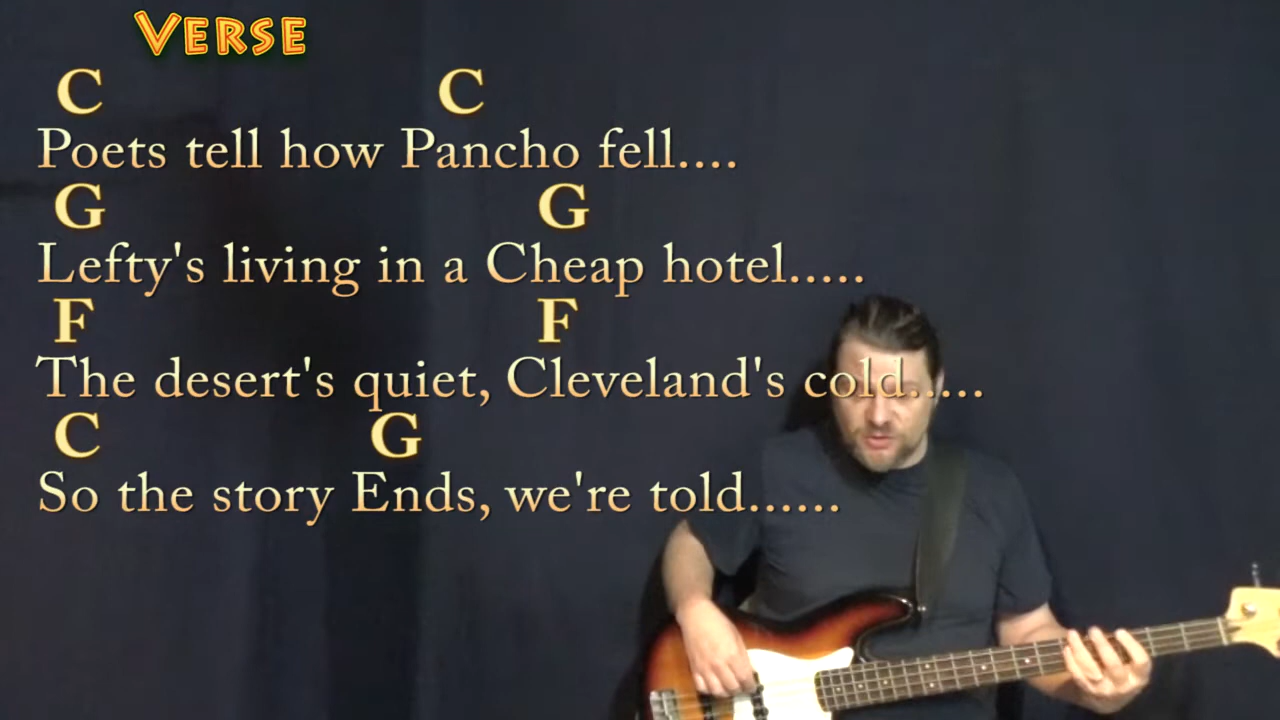 VERSE
C C
Poets tell how Pancho fell....
G G
Lefty's living in a Cheap hotel.....
F F
The desert's quiet, Cleveland's cold.....
C G
So the story Ends, we're told......